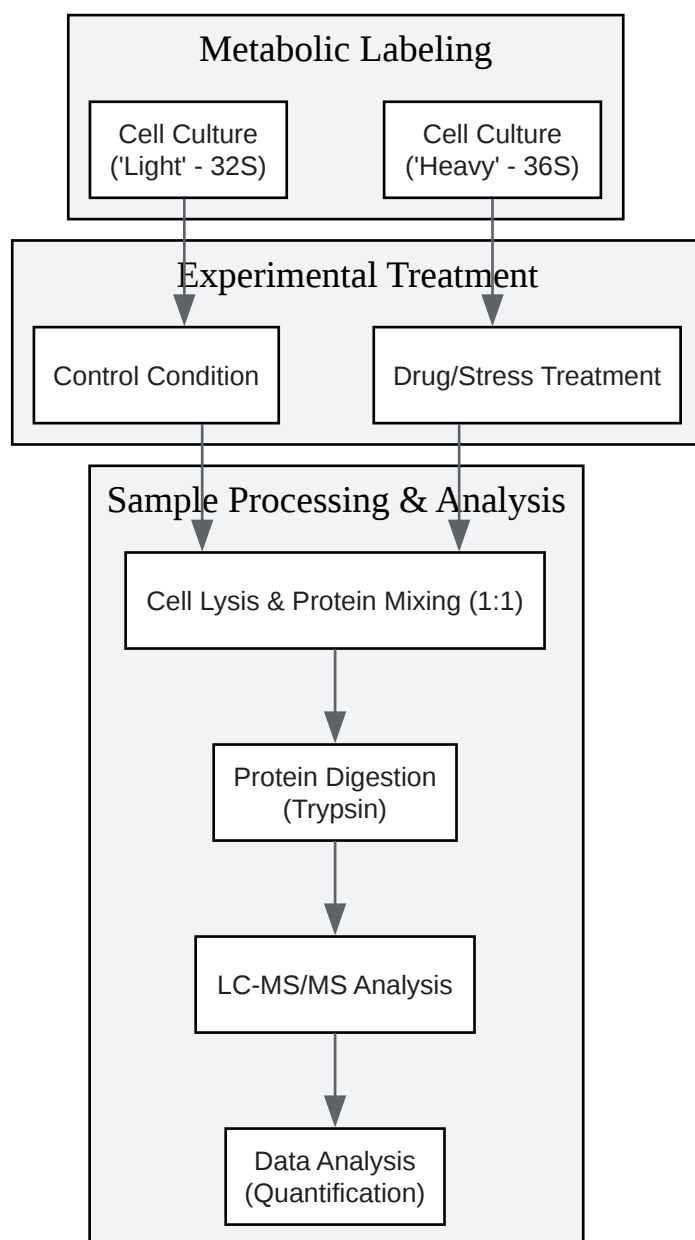 Metabolic Labeling
Cell Culture
('Light' - 32S)
Cell Culture
('Heavy' - 36S)
Experimental Treatment
Control Condition
Drug/Stress Treatment
Sample Processing & Analysis
Cell Lysis & Protein Mixing (1:1)
Protein Digestion
(Trypsin)
LC-MS/MS Analysis
Data Analysis
(Quantification)